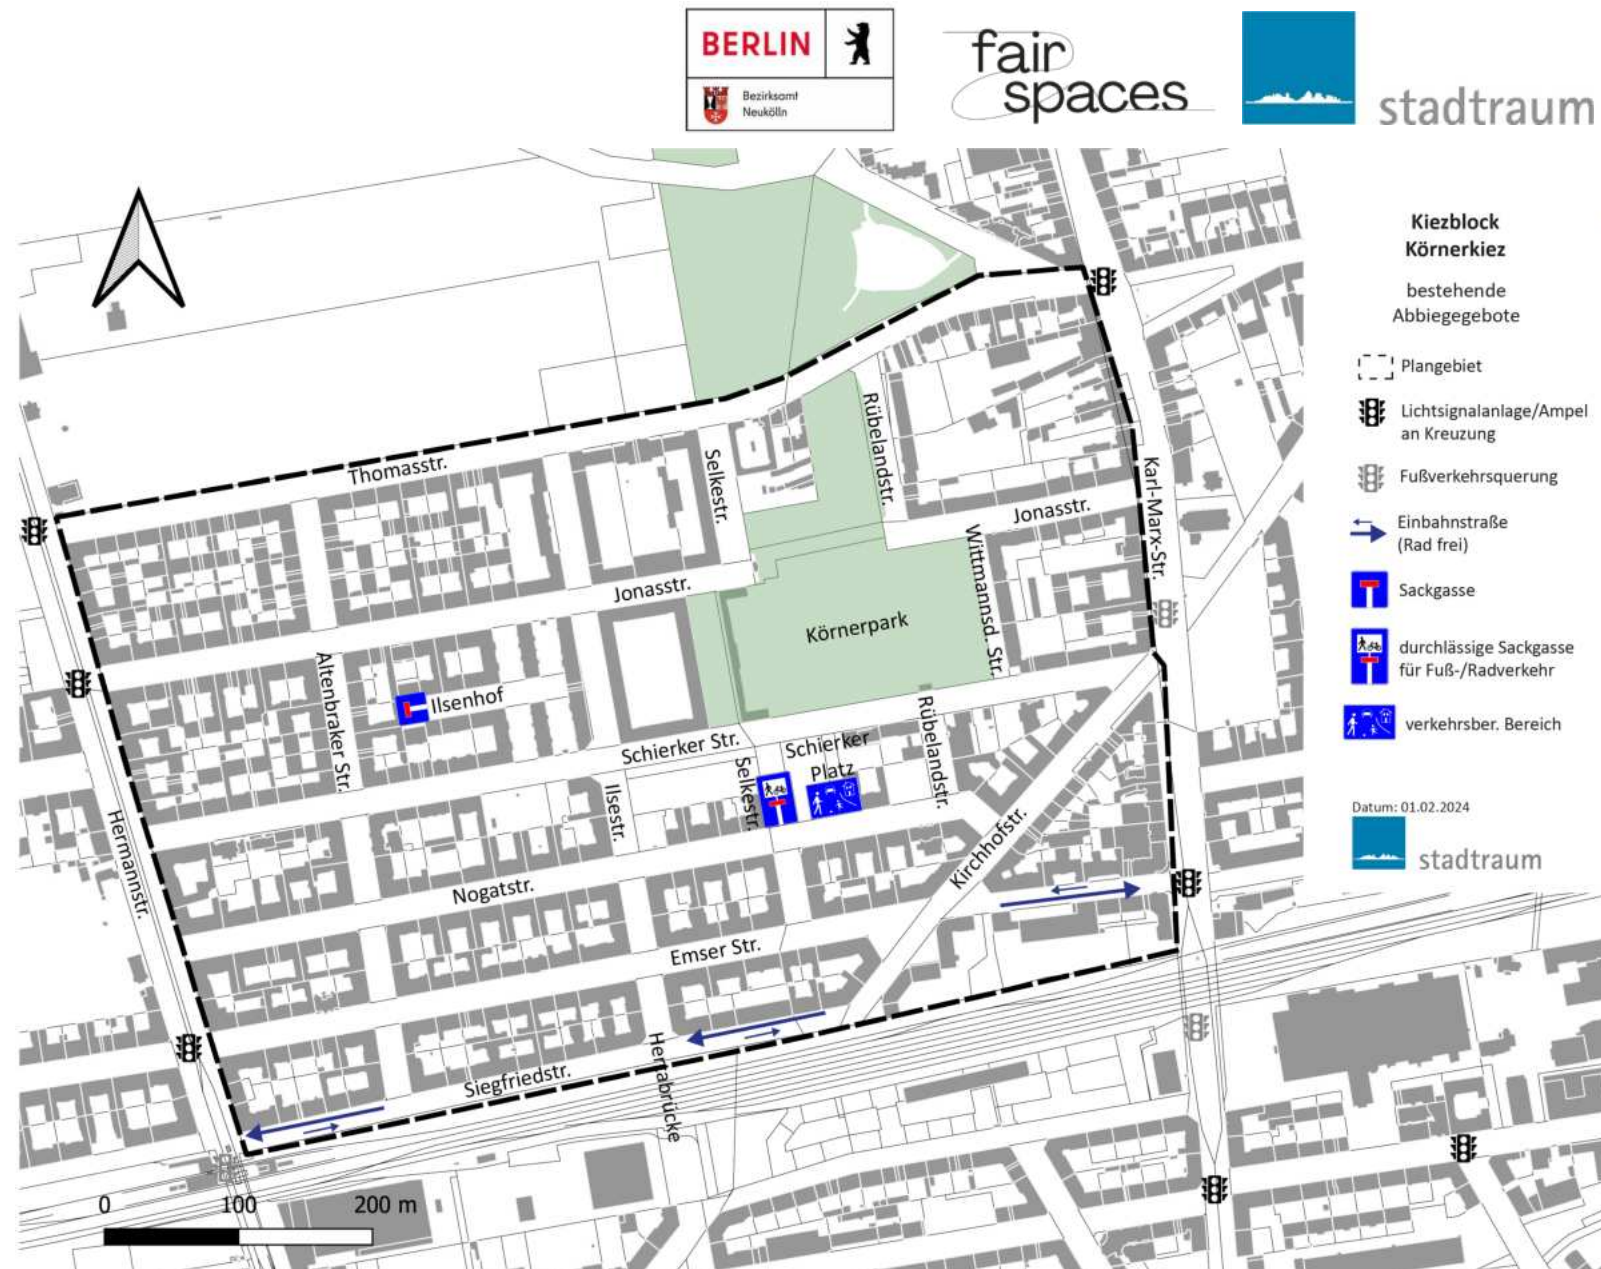 BERLIN
Bezirksamt
Neukölln
fair
spaces
stadtraum
Kiezblock
Körnerkiez
bestehende
Abbiegegebote
Plangebiet
Lichtsignalanlage/Ampel
an Kreuzung
Fußverkehrsquerung
Einbahnstraße
(Rad frei)
Sackgasse
durchlässige Sackgasse
für Fuß-/Radverkehr
verkehrsber. Bereich
Datum: 01.02.2024
stadtraum
Thomasstr.
Selkestr.
Rübelandstr.
Karl-Marx-Str.
Jonasstr.
Wittmannsd. Str.
Jonasstr.
Körnerpark
Altenbraker Str.
Ilsenhof
Schierker Str.
Schierker
Platz
Rübelandstr.
Selkestr.
Ilsestr.
Hermannstr.
Kirchhofstr.
Nogatstr.
Emser Str.
Hertabrücke
Siegfriedstr.
0 100 200 m